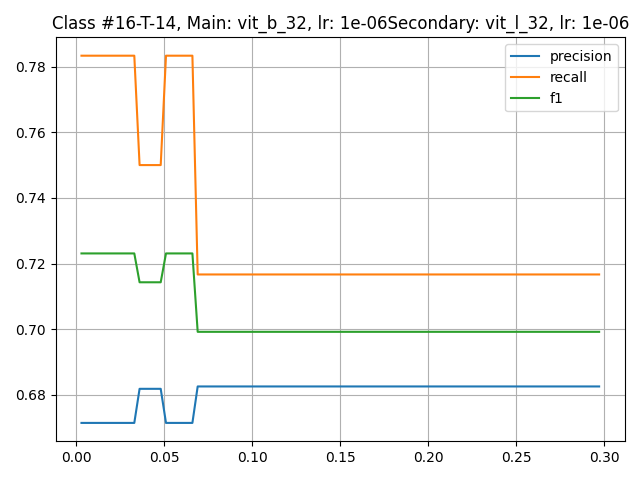 Class #16-T-14, Main: vit_b_32, lr: 1e-06Secondary: vit_l_32, lr: 1e-06
precision
recall
f1
0.78
0.76
0.74
0.72
0.70
0.68
0.00 0.05 0.10 0.15 0.20 0.25 0.30